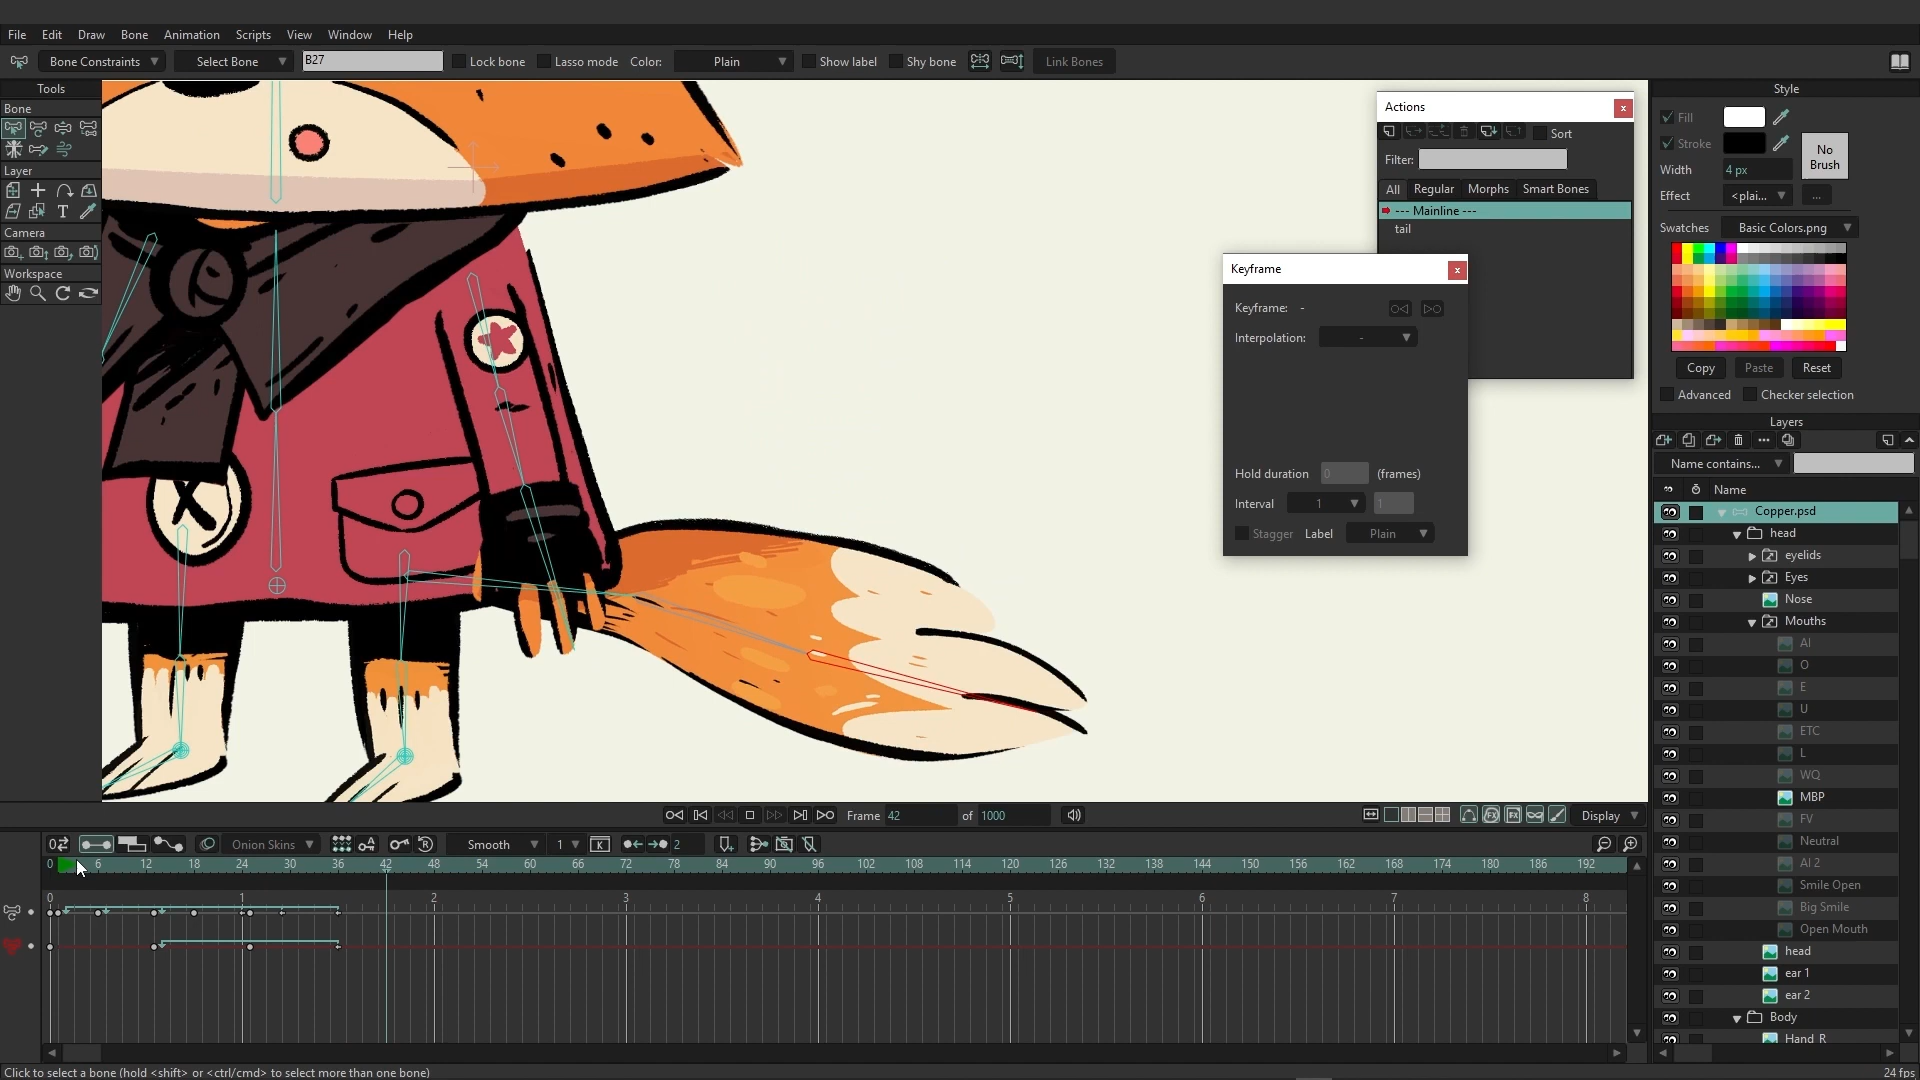 File Edit Draw Bone Animation Scripts View Window Help
Bone Constraints Select Bone B27 Lock bone Lasso mode Color: Plain Show label Shy bone Link Bones
Tools
Bone
Layer
T
Camera
Workspace
Actions
Sort
Filter:
All Regular Morphs Smart Bones
--- Mainline ---
tail
Keyframe
Keyframe: -
Interpolation: -
Hold duration 0 (frames)
Interval 1 1
Stagger Label Plain
Style
Fill
Stroke
No Brush
Width 4 px
Effect <plai... ...
Swatches Basic Colors.png
Copy Paste Reset
Advanced Checker selection
Layers
Name contains...
Name
Copper.psd
head
eyelids
Eyes
Nose
Mouths
AI
O
E
U
ETC
L
WQ
MBP
FV
Neutral
AI 2
Smile Open
Big Smile
Open Mouth
head
ear 1
ear 2
Body
Hand R
Frame 42 of 1000 Display
Onion Skins Smooth 1 2
0 6 12 18 24 30 36 42 48 54 60 66 72 78 84 90 96 102 108 114 120 126 132 138 144 150 156 162 168 174 180 186 192
0 1 2 3 4 5 6 7 8
Click to select a bone (hold <shift> or <ctrl/cmd> to select more than one bone) 24 fps